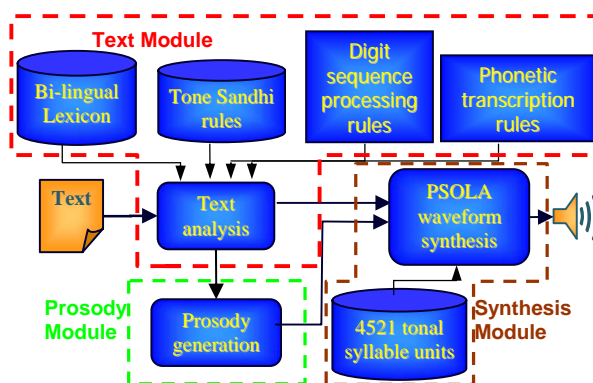 Text Module
Bi-lingual
Lexicon
Tone Sandhi
rules
Digit
sequence
processing
rules
Phonetic
transcription
rules
Text
Text
analysis
PSOLA
waveform
synthesis
Prosody
Module
Prosody
generation
4521 tonal
syllable units
Synthesis
Module